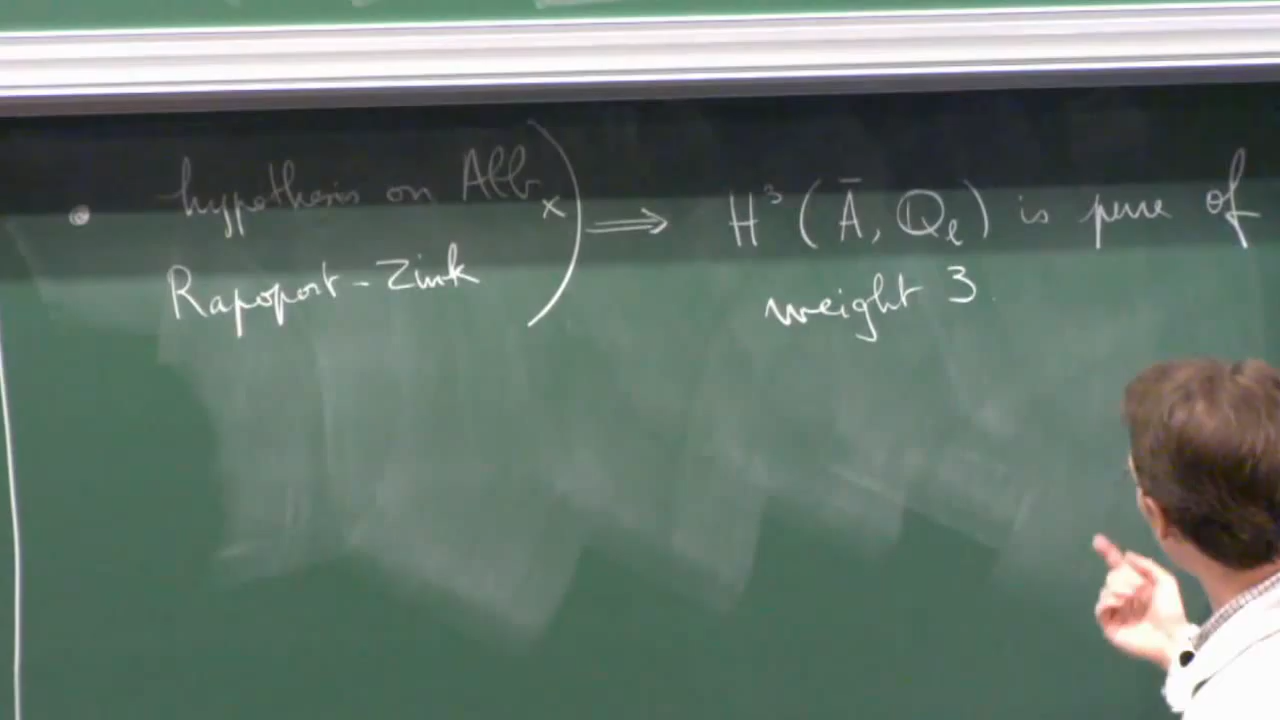 • hypothesis on Alb_X ) ⟹ H³(Ā, Q_ℓ) is pure of
Rapoport-Zink weight 3.